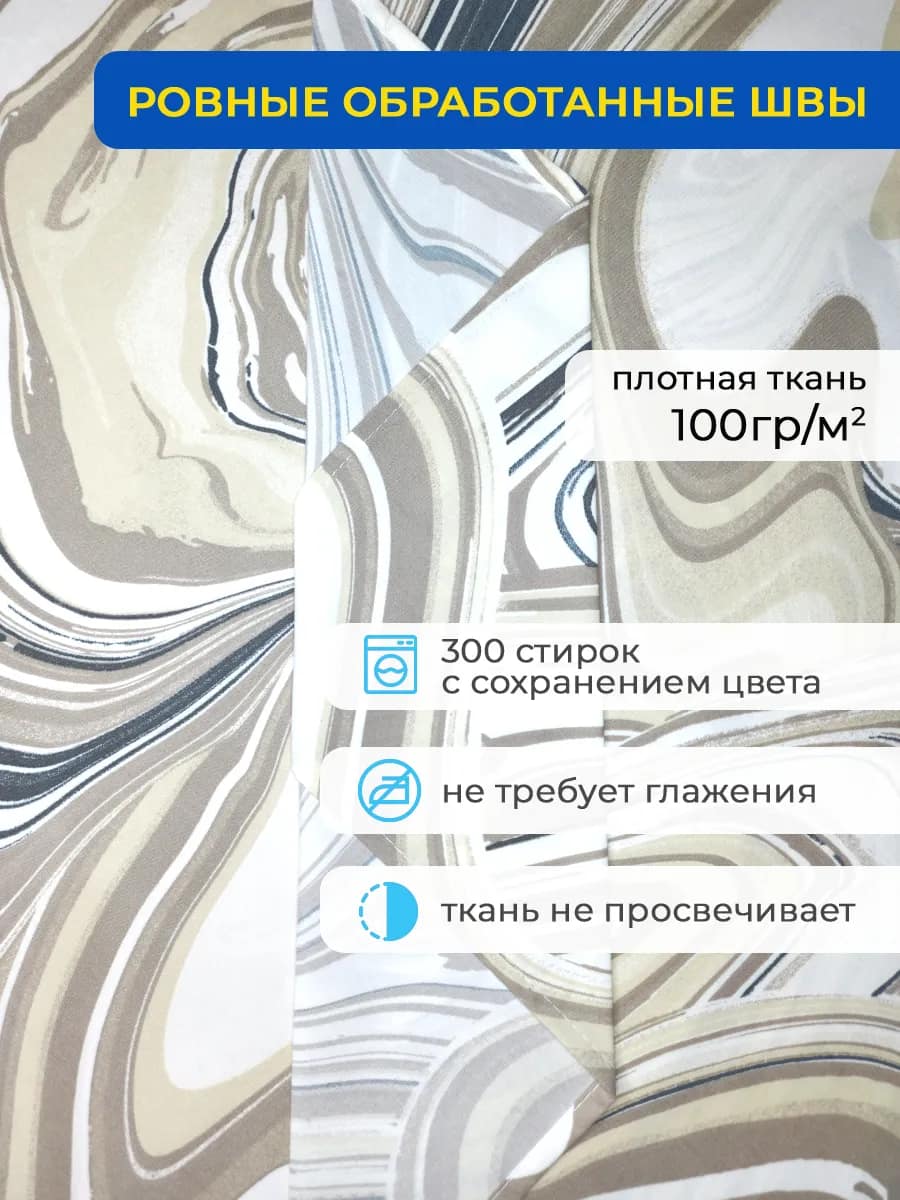 РОВНЫЕ ОБРАБОТАННЫЕ ШВЫ
плотная ткань
100гр/м²
300 стирок
с сохранением цвета
не требует глажения
ткань не просвечивает